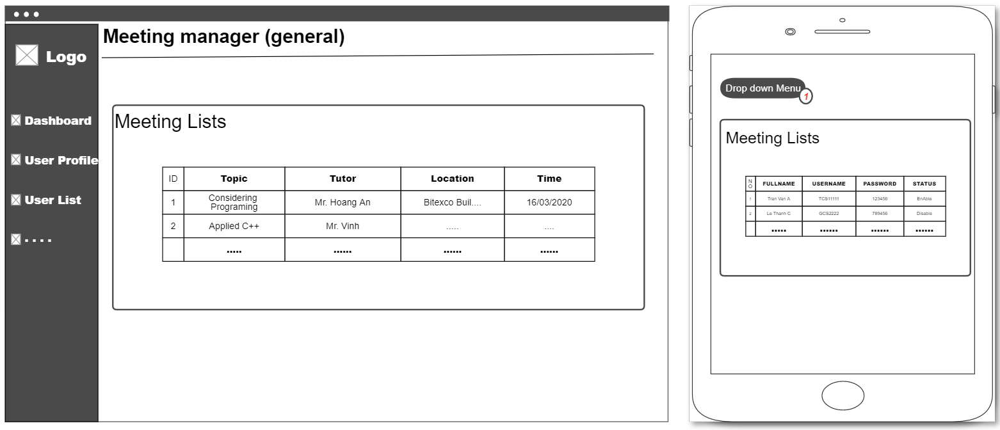 Meeting manager (general)
Logo
Dashboard
User Profile
User List
. . . .
Meeting Lists
ID Topic Tutor Location Time
1 Considering Programing Mr. Hoang An Bitexco Buil.... 16/03/2020
2 Applied C++ Mr. Vinh ..... ....
..... ...... ...... ......
Drop down Menu
1
Meeting Lists
NO FULLNAME USERNAME PASSWORD STATUS
1 Tran Van A TCS11111 123456 EnAble
2 Le Thanh C GCS2222 789456 Disable
..... ...... ...... ......